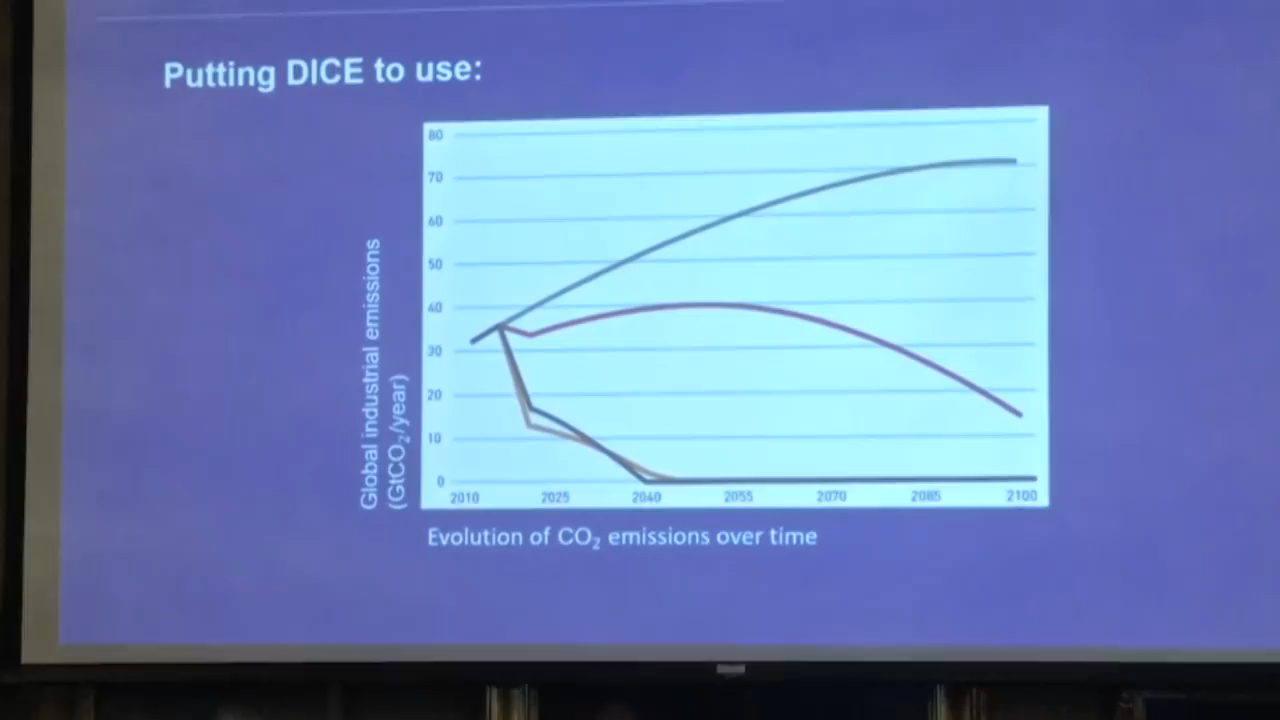 Putting DICE to use:
80
70
60
50
40
30
20
10
0
2010 2025 2040 2055 2070 2085 2100
Global industrial emissions
(GtCO₂/year)
Evolution of CO₂ emissions over time